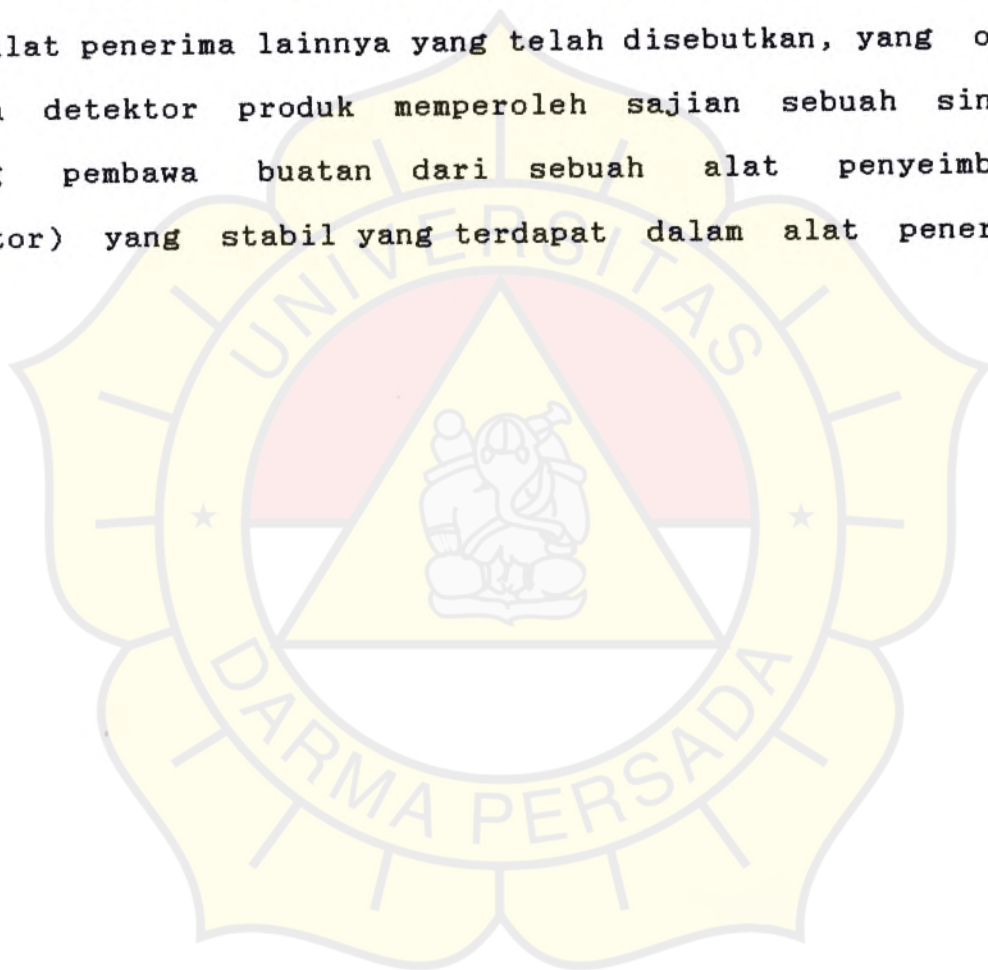 alat penerima lainnya yang telah disebutkan, yang
detektor produk memperoleh sajian sebuah
pembawa buatan dari sebuah alat
yang stabil yang terdapat dalam alat
UNIVERSITAS
DARMA PERSADA